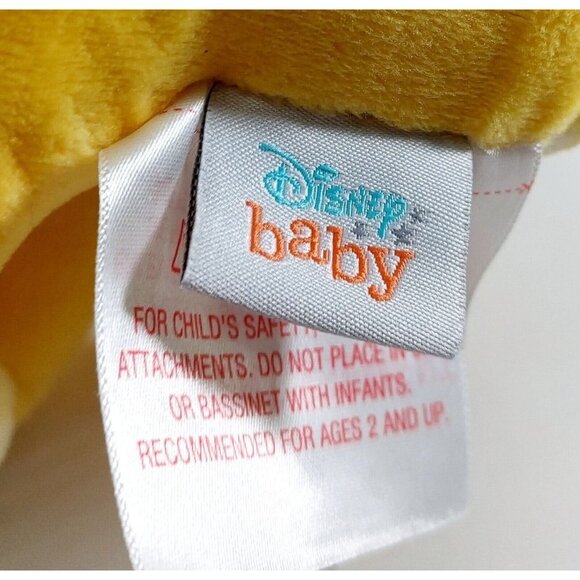 Disney
baby
FOR CHILD'S SAFETY
ATTACHMENTS. DO NOT PLACE IN
OR BASSINET WITH INFANTS.
RECOMMENDED FOR AGES 2 AND UP.